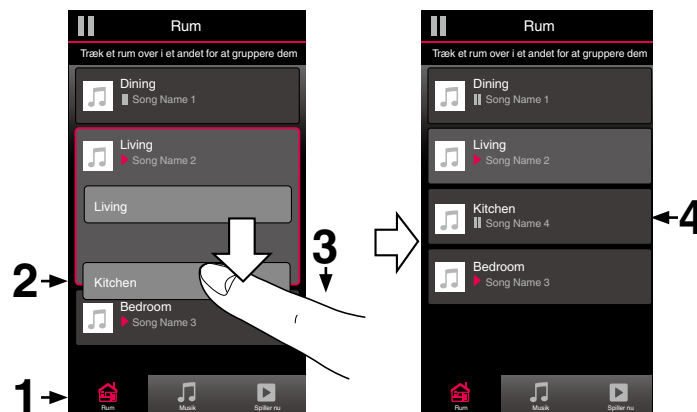 Rum
Træk et rum over i et andet for at gruppere dem
Dining
Song Name 1
Living
Song Name 2
Living
Kitchen
Bedroom
Song Name 3
Rum
Musik
Spiller nu
1
2
3
Rum
Træk et rum over i et andet for at gruppere dem
Dining
Song Name 1
Living
Song Name 2
Kitchen
Song Name 4
Bedroom
Song Name 3
Rum
Musik
Spiller nu
4